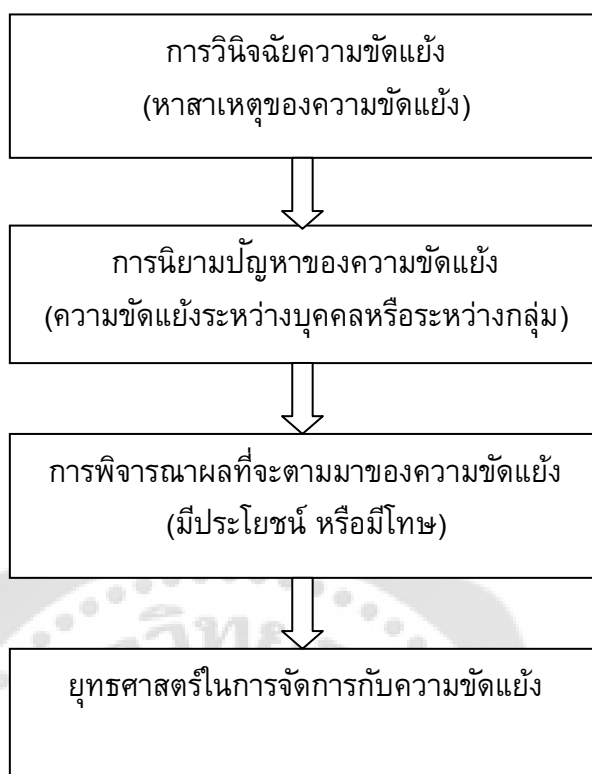 การวินิจฉัยความขัดแย้ง
(หาสาเหตุของความขัดแย้ง)
การนิยามปัญหาของความขัดแย้ง
(ความขัดแย้งระหว่างบุคคลหรือระหว่างกลุ่ม)
การพิจารณาผลที่จะตามมาของความขัดแย้ง
(มีประโยชน์ หรือมีโทษ)
ยุทธศาสตร์ในการจัดการกับความขัดแย้ง